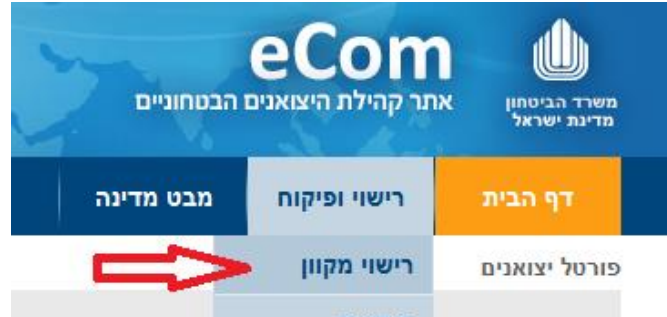 eCom
אתר קהילת היצואנים הבטחוניים
משרד הביטחון
מדינת ישראל
דף הבית
רישוי ופיקוח
מבט מדינה
פורטל יצואנים
רישוי מקוון